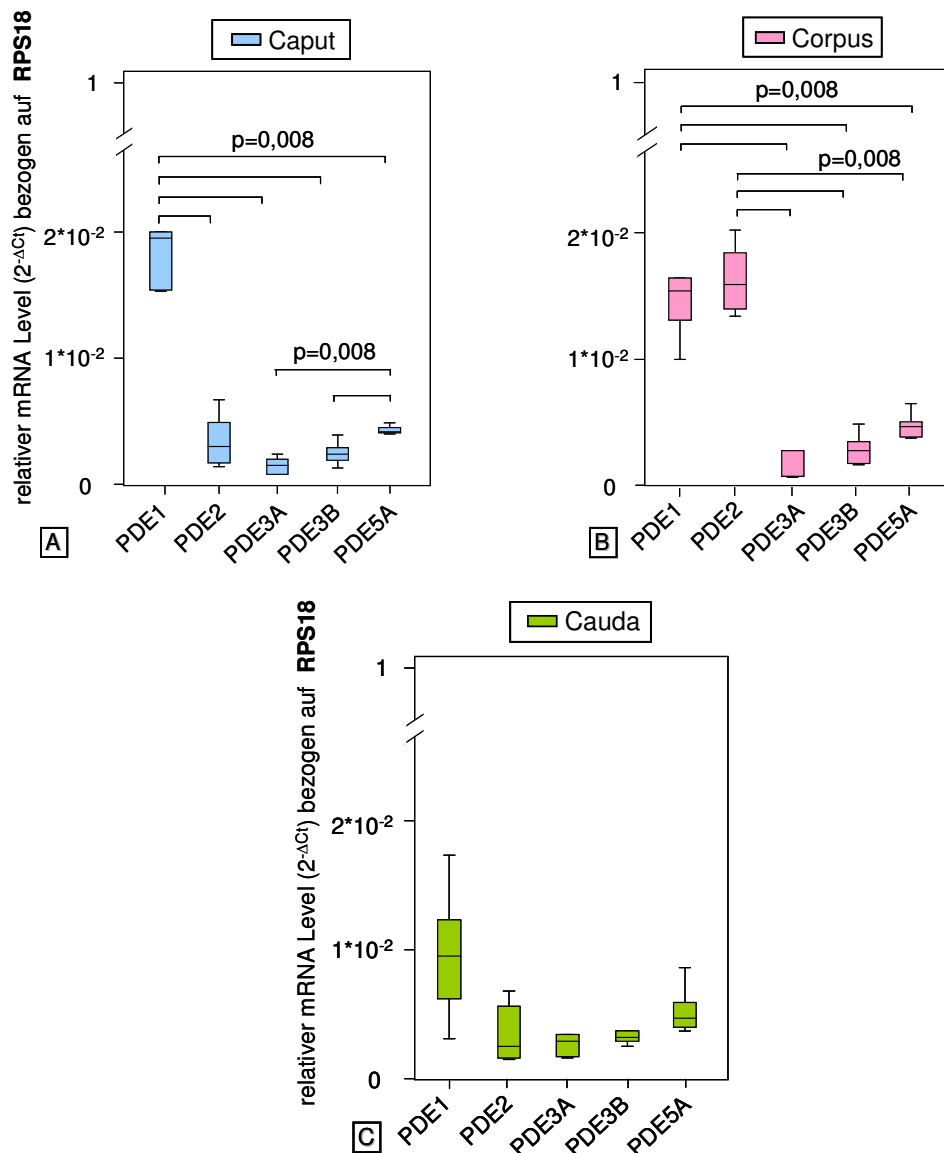 Caput
relativer mRNA Level (2-ΔCt) bezogen auf RPS18
1
p=0,008
2*10-2
1*10-2
p=0,008
0
PDE1
PDE2
PDE3A
PDE3B
PDE5A
A
Corpus
1
p=0,008
p=0,008
2*10-2
1*10-2
0
PDE1
PDE2
PDE3A
PDE3B
PDE5A
B
Cauda
relativer mRNA Level (2-ΔCt) bezogen auf RPS18
1
2*10-2
1*10-2
0
PDE1
PDE2
PDE3A
PDE3B
PDE5A
C